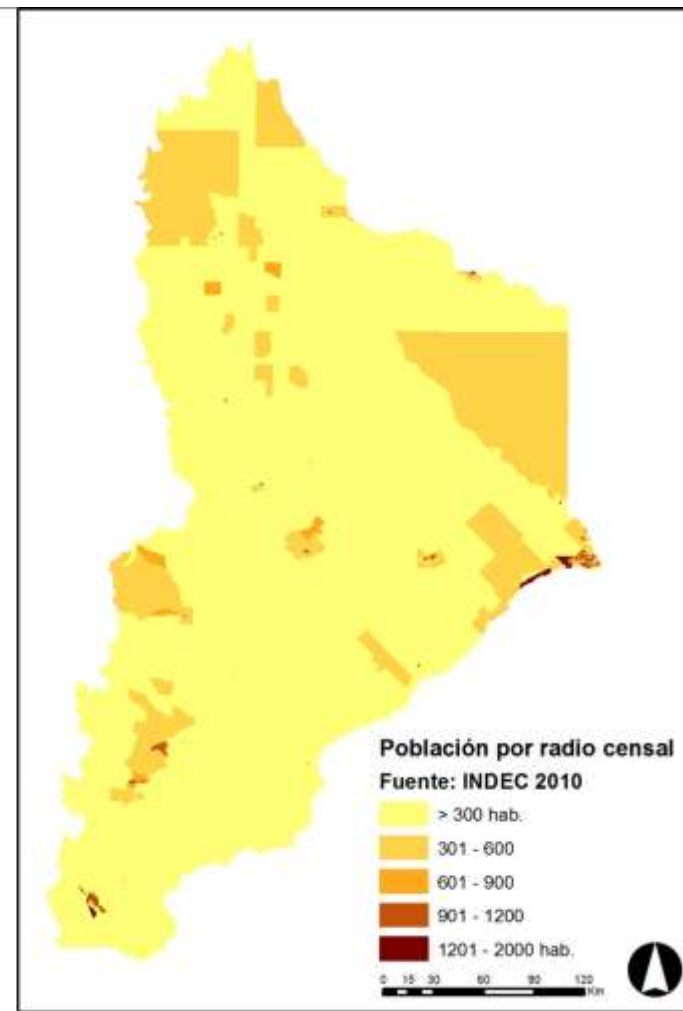 Población por radio censal
Fuente: INDEC 2010
> 300 hab.
301 - 600
601 - 900
901 - 1200
1201 - 2000 hab.
0 15 30 60 90 120
Km